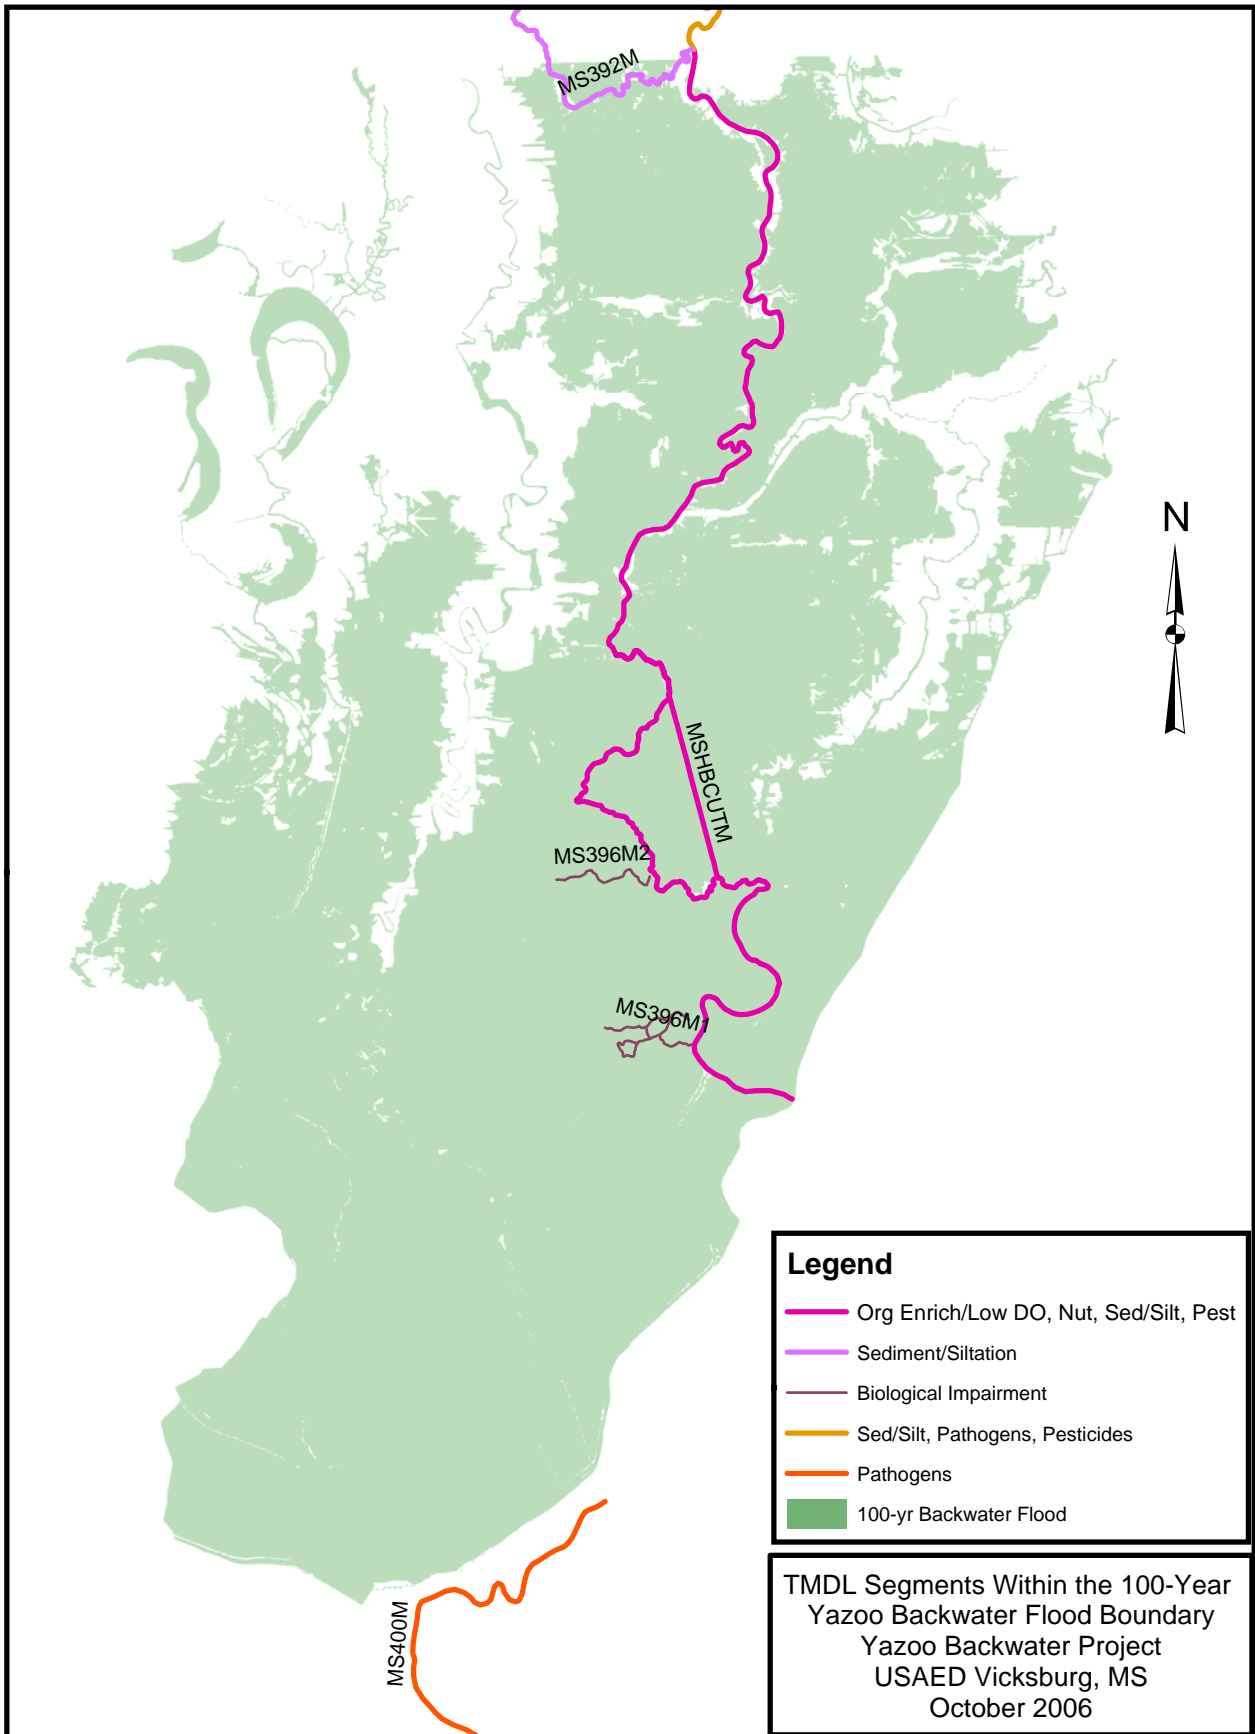 MS392M
N
MSHBCUTM
MS396M2
MS396M1
MS400M
Legend
Org Enrich/Low DO, Nut, Sed/Silt, Pest
Sediment/Siltation
Biological Impairment
Sed/Silt, Pathogens, Pesticides
Pathogens
100-yr Backwater Flood
TMDL Segments Within the 100-Year
Yazoo Backwater Flood Boundary
Yazoo Backwater Project
USAED Vicksburg, MS
October 2006